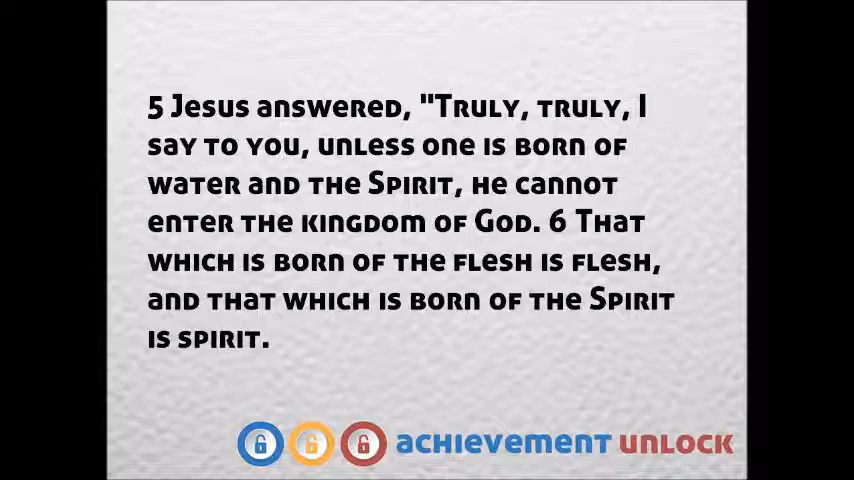 5 Jesus answered, "Truly, truly, I
say to you, unless one is born of
water and the Spirit, he cannot
enter the kingdom of God. 6 That
which is born of the flesh is flesh,
and that which is born of the Spirit
is spirit.
achievement unlock